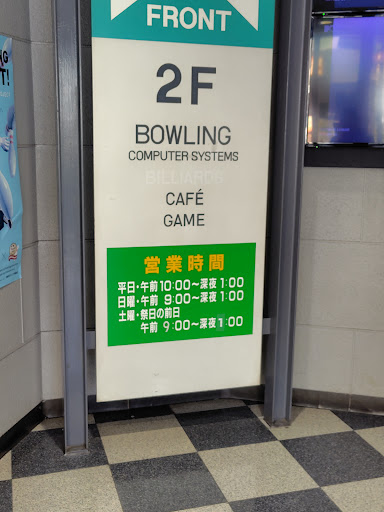 FRONT
2F
BOWLING
COMPUTER SYSTEMS
BILLIARDS
CAFÉ
GAME
営業時間
平日・午前10:00～深夜1:00
日曜・午前 9:00～深夜1:00
土曜・祭日の前日
午前 9:00～深夜1:00